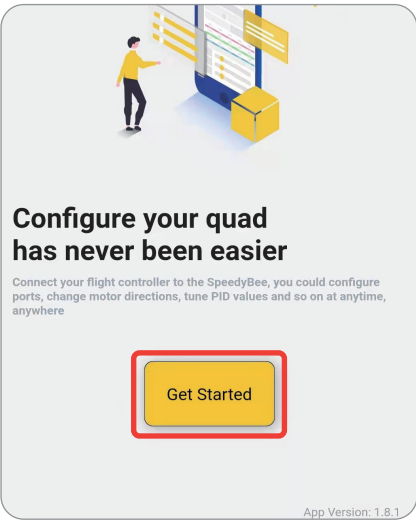 Configure your quad
has never been easier
Connect your flight controller to the SpeedyBee, you could configure
ports, change motor directions, tune PID values and so on at anytime,
anywhere
Get Started
App Version: 1.8.1